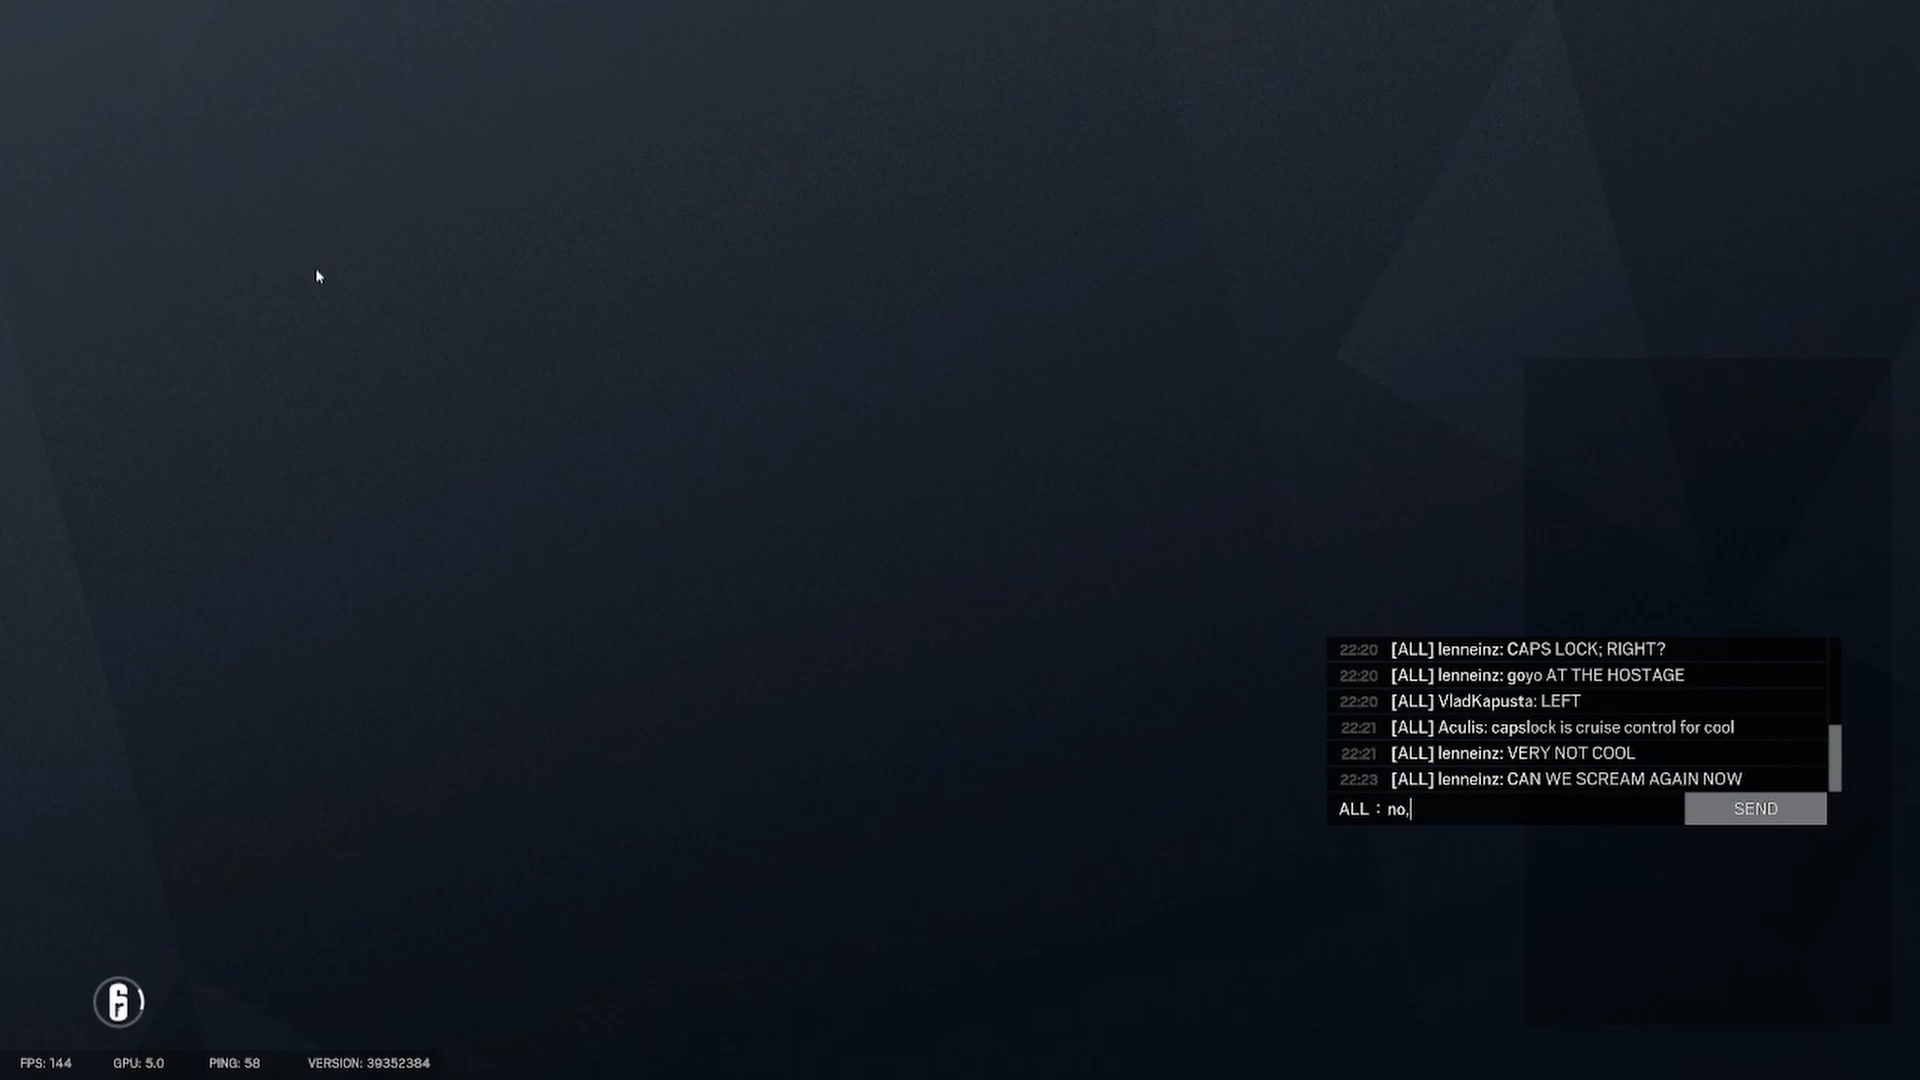 22:20 [ALL] lenneinz: CAPS LOCK; RIGHT?
22:20 [ALL] lenneinz: goyo AT THE HOSTAGE
22:20 [ALL] VladKapusta: LEFT
22:21 [ALL] Aculis: capslock is cruise control for cool
22:21 [ALL] lenneinz: VERY NOT COOL
22:23 [ALL] lenneinz: CAN WE SCREAM AGAIN NOW
ALL : no, SEND
6
FPS: 144 GPU: 5.0 PING: 58 VERSION: 39352384